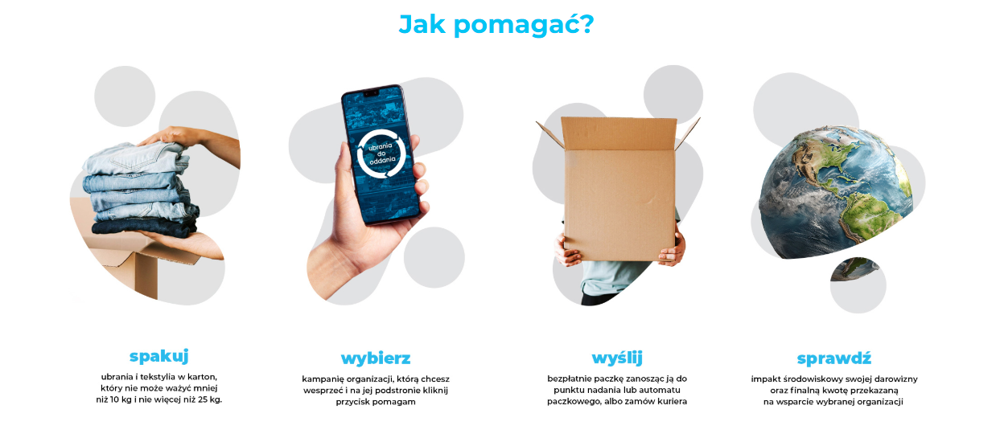 Jak pomagać?
ubrania
do
oddania
spakuj
ubrania i tekstylia w karton,
który nie może ważyć mniej
niż 10 kg i nie więcej niż 25 kg.
wybierz
kampanię organizacji, którą chcesz
wesprzeć i na jej podstronie kliknij
przycisk pomagam
wyślij
bezpłatnie paczkę zanosząc ją do
punktu nadania lub automatu
paczkowego, albo zamów kuriera
sprawdź
impakt środowiskowy swojej darowizny
oraz finalną kwotę przekazaną
na wsparcie wybranej organizacji